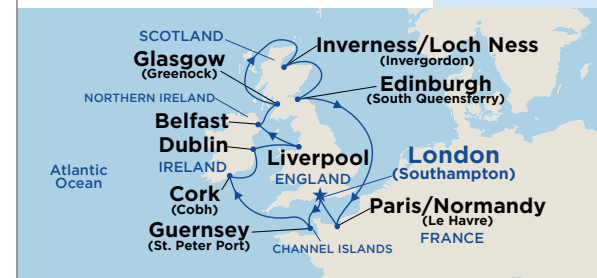 SCOTLAND
Glasgow
(Greenock)
Inverness/Loch Ness
(Invergordon)
Edinburgh
(South Queensferry)
NORTHERN IRELAND
Belfast
Dublin
IRELAND
Liverpool
ENGLAND
London
(Southampton)
Atlantic
Ocean
Cork
(Cobh)
Guernsey
(St. Peter Port)
CHANNEL ISLANDS
Paris/Normandy
(Le Havre)
FRANCE